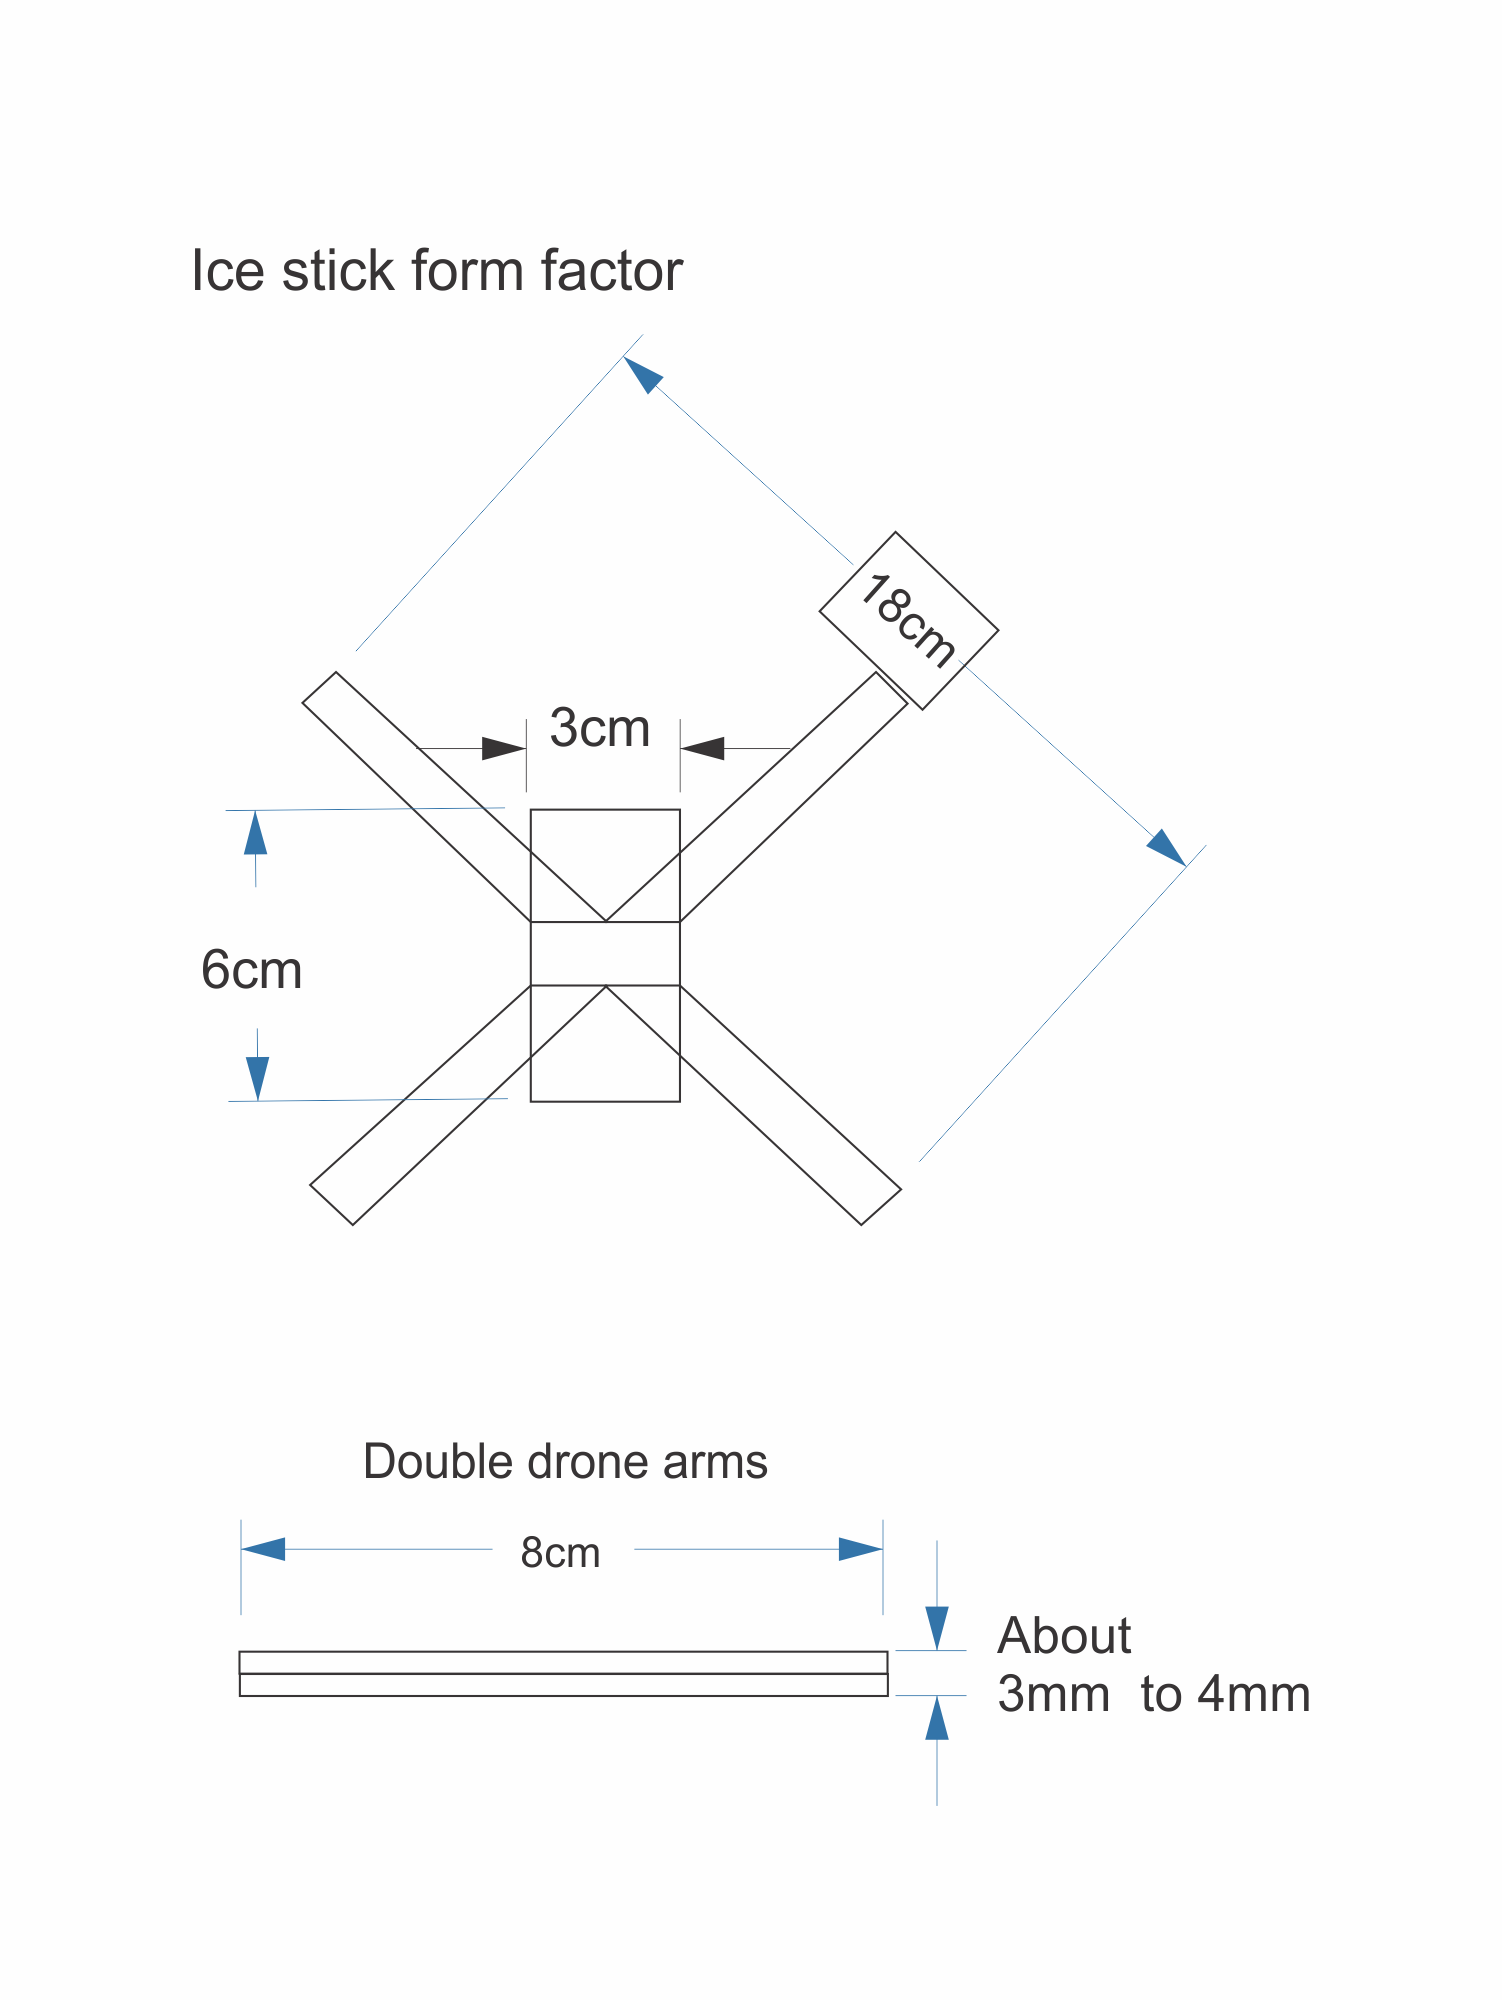 Ice stick form factor
18cm
3cm
6cm
Double drone arms
8cm
About
3mm to 4mm